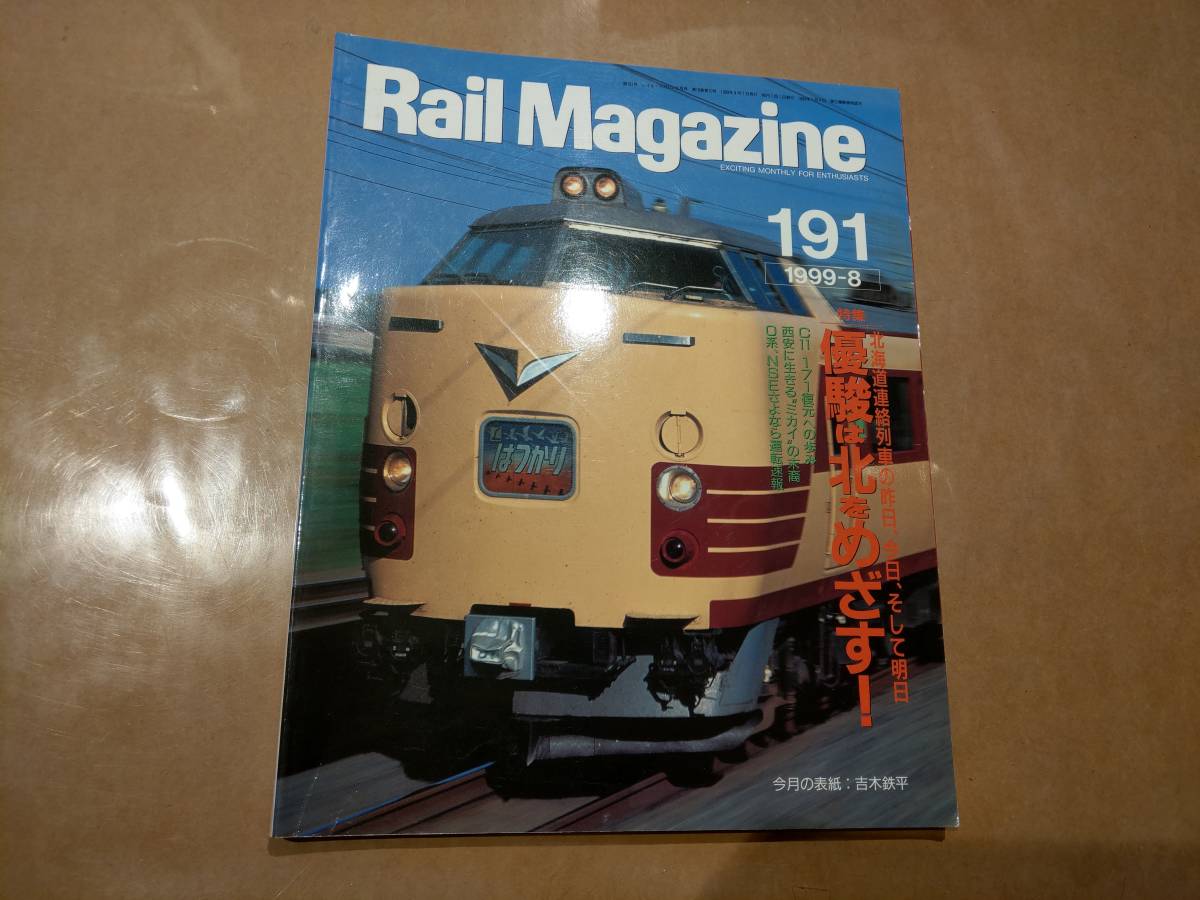 Rail Magazine
EXCITING MONTHLY FOR ENTHUSIASTS
191
1999-8
特集
北海道連絡列車の昨日、今日、そして明日
優駿は北をめざす!
C11 171復元への歩み
西安に生きる“ミカイ”の末裔
0系、NSEさよなら運転速報
はつかり
今月の表紙：吉木鉄平